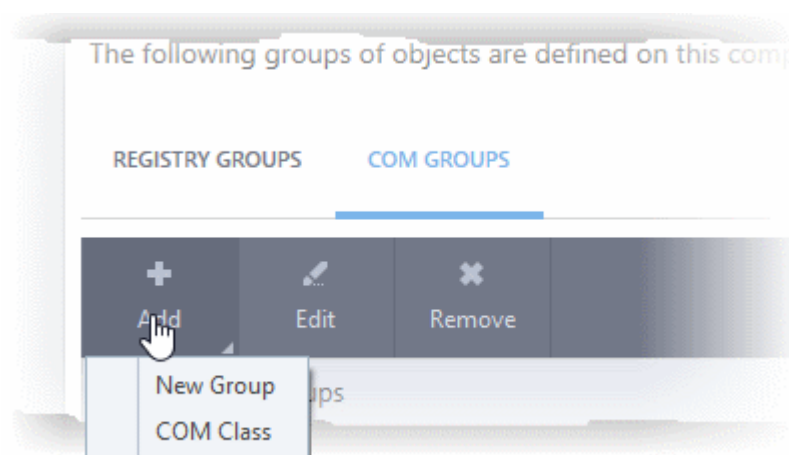 The following groups of objects are defined on this
REGISTRY GROUPS COM GROUPS
Add Edit Remove
New Group
COM Class